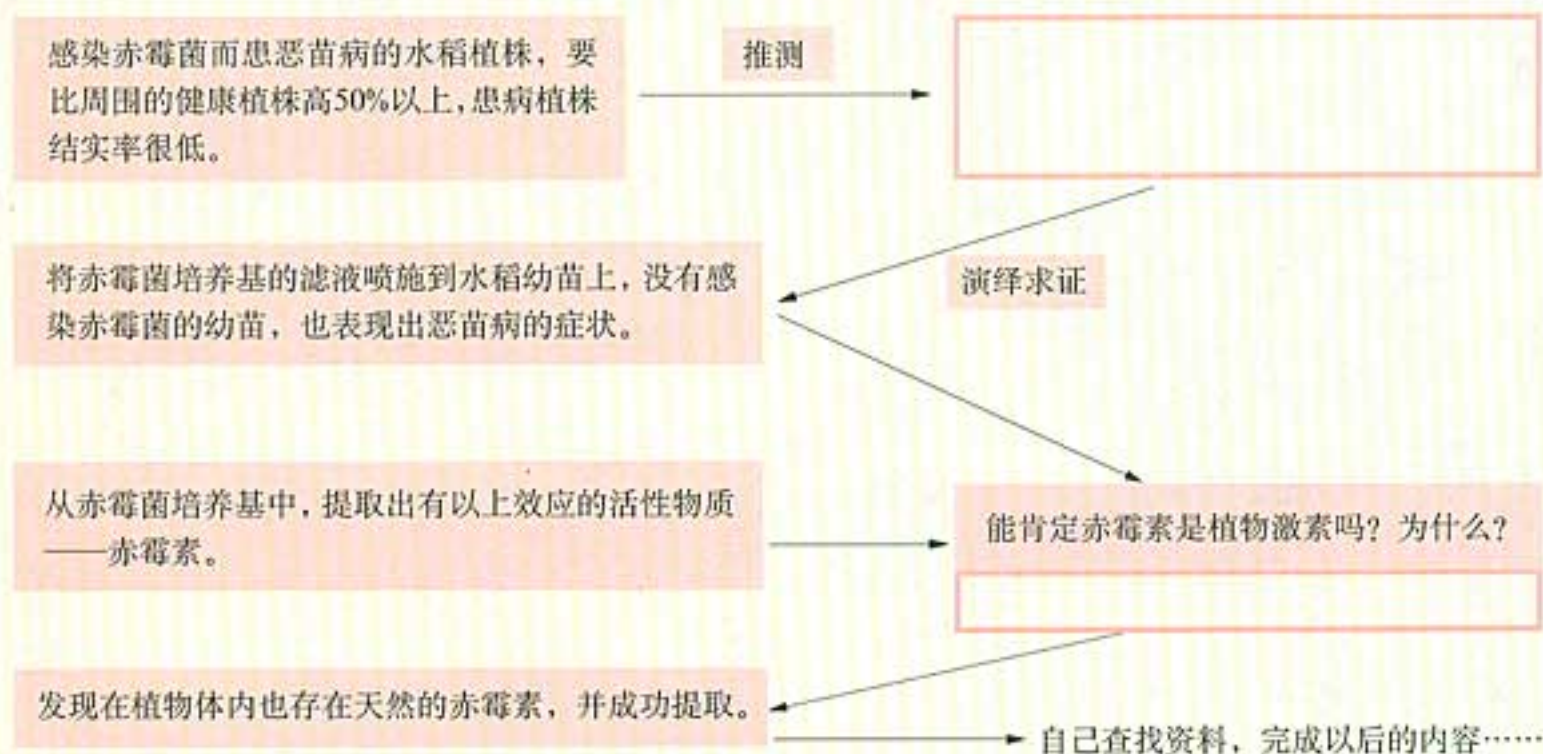 感染赤霉菌而患恶苗病的水稻植株，要
比周围的健康植株高50%以上，患病植株
结实率很低。
推测
将赤霉菌培养基的滤液喷施到水稻幼苗上，没有感
染赤霉菌的幼苗，也表现出恶苗病的症状。
演绎求证
从赤霉菌培养基中，提取出有以上效应的活性物质
——赤霉素。
能肯定赤霉素是植物激素吗？为什么？
发现在植物体内也存在天然的赤霉素，并成功提取。
自己查找资料，完成以后的内容……